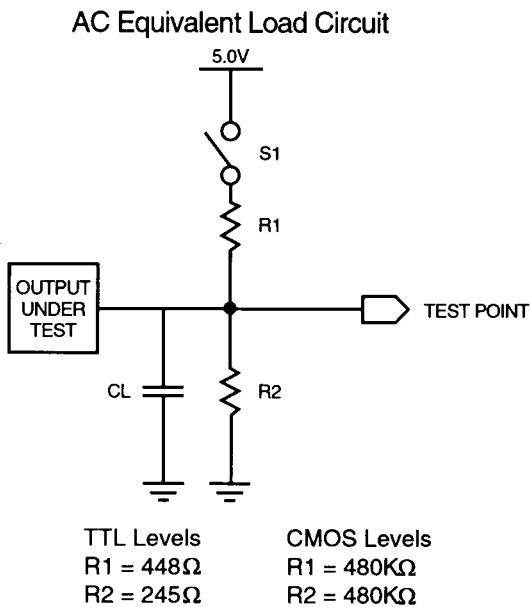 AC Equivalent Load Circuit
5.0V
S1
R1
OUTPUT
UNDER
TEST
TEST POINT
CL
R2
TTL Levels
R1 = 448Ω
R2 = 245Ω
CMOS Levels
R1 = 480KΩ
R2 = 480KΩ